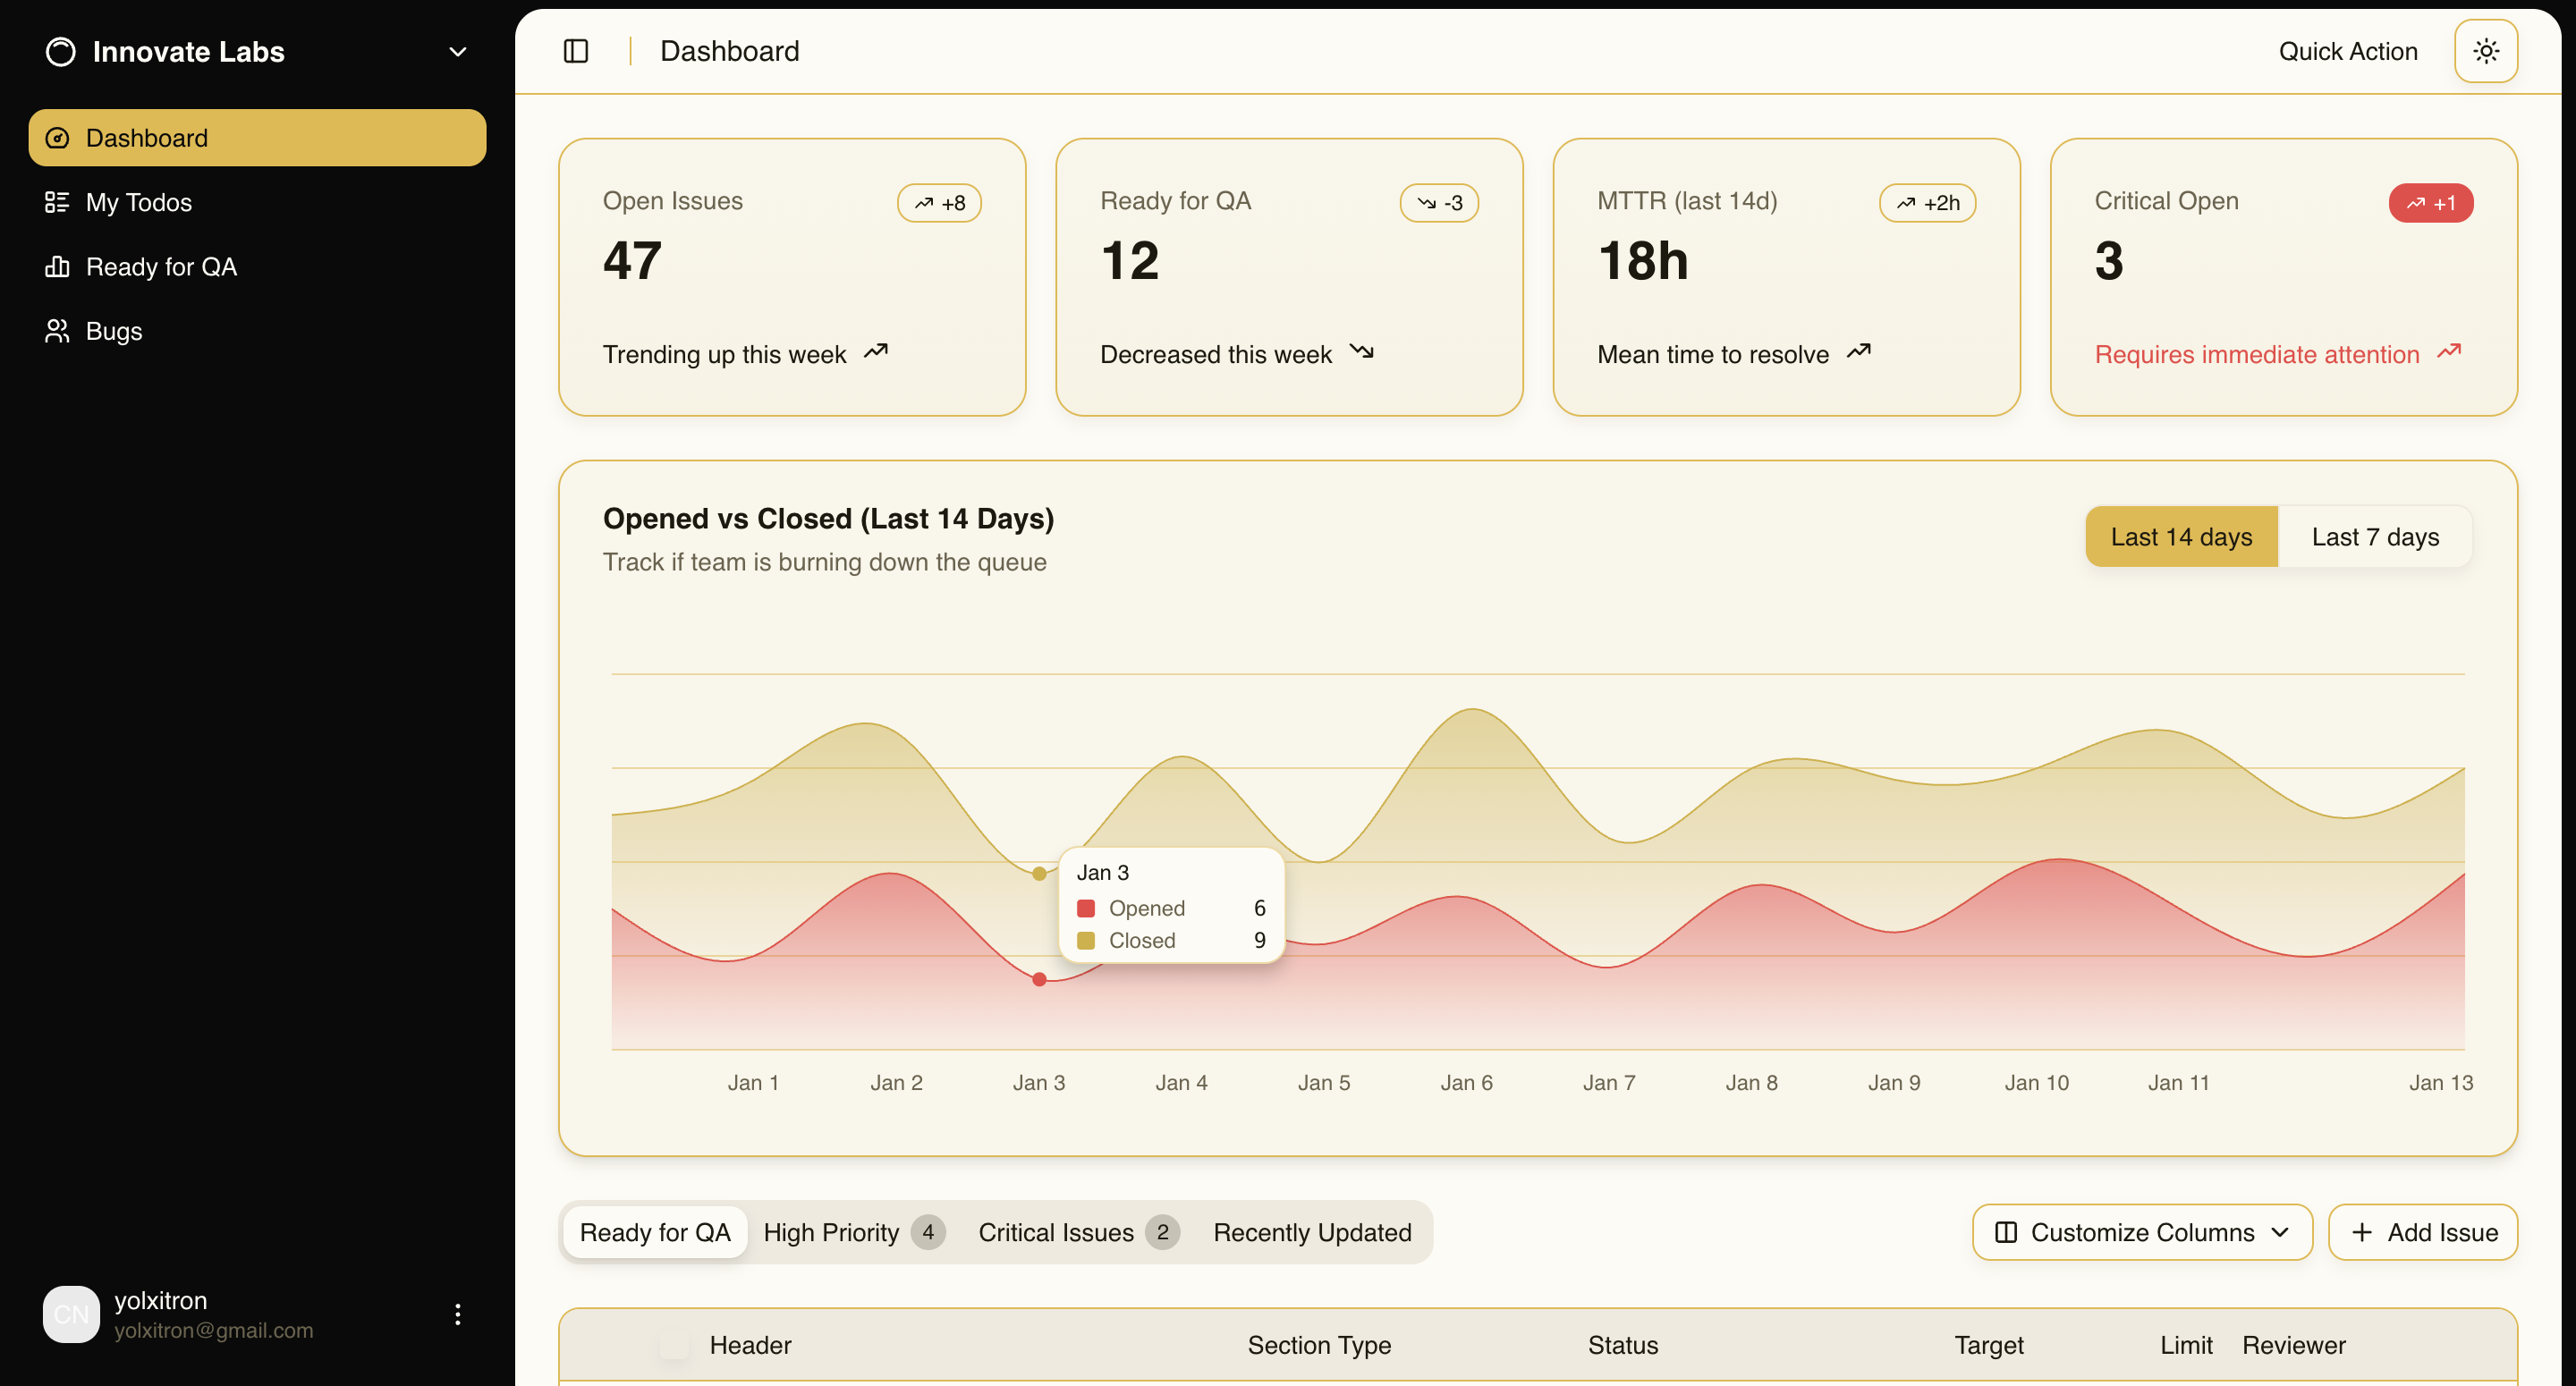 Innovate Labs
Dashboard
My Todos
Ready for QA
Bugs
CN
yolxitron
yolxitron@gmail.com
Dashboard
Quick Action
Open Issues
+8
47
Trending up this week
Ready for QA
-3
12
Decreased this week
MTTR (last 14d)
+2h
18h
Mean time to resolve
Critical Open
+1
3
Requires immediate attention
Opened vs Closed (Last 14 Days)
Track if team is burning down the queue
Last 14 days
Last 7 days
Jan 3
Opened 6
Closed 9
Jan 1 Jan 2 Jan 3 Jan 4 Jan 5 Jan 6 Jan 7 Jan 8 Jan 9 Jan 10 Jan 11 Jan 13
Ready for QA High Priority 4 Critical Issues 2 Recently Updated
Customize Columns
Add Issue
Header Section Type Status Target Limit Reviewer